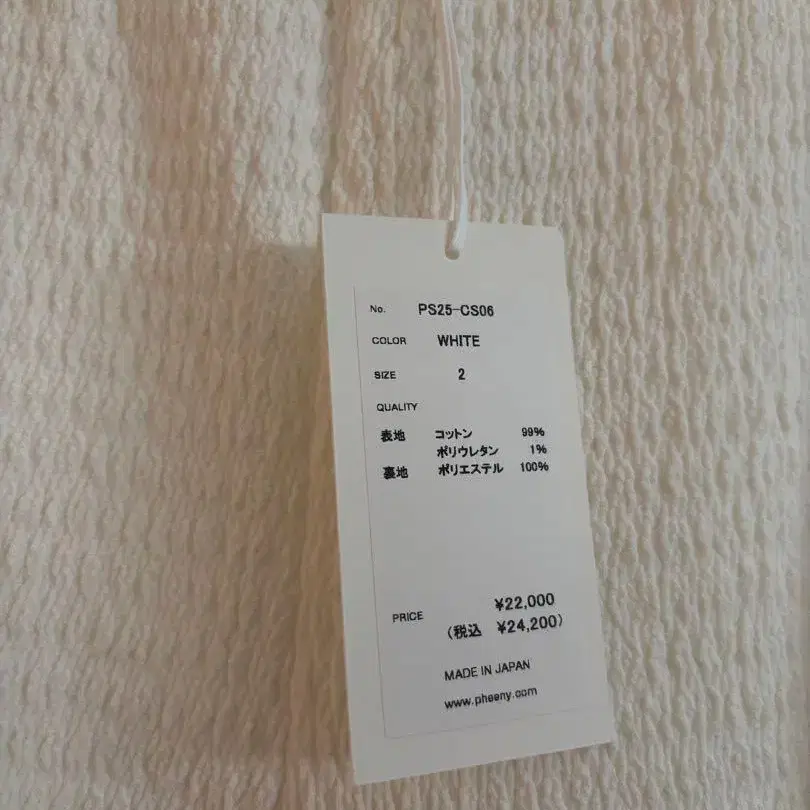 No. PS25-CS06
COLOR WHITE
SIZE 2
QUALITY
表地 コットン 99%
ポリウレタン 1%
裏地 ポリエステル 100%
PRICE ¥22,000
(税込 ¥24,200)
MADE IN JAPAN
www.pheeny.com